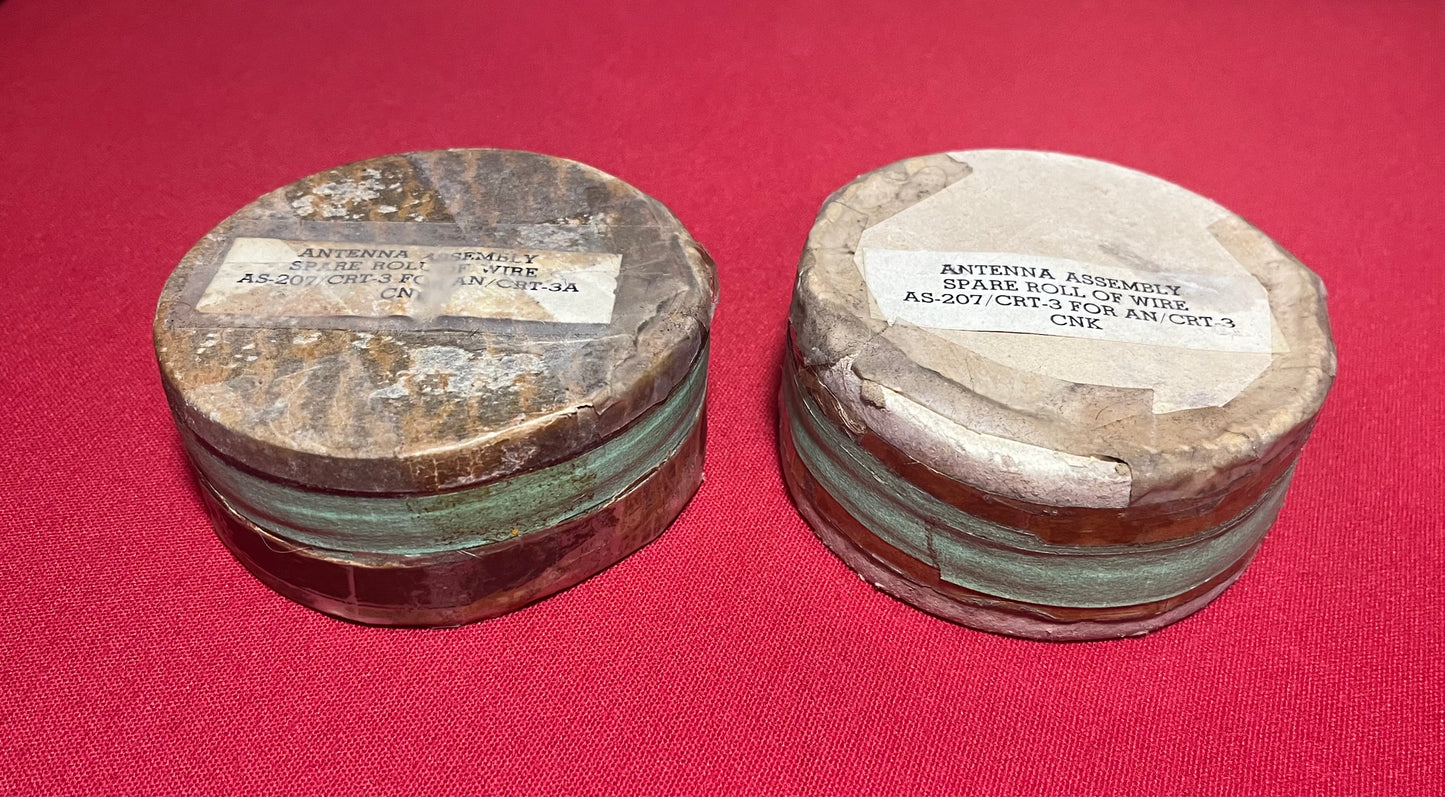 ANTENNA ASSEMBLY
SPARE ROLL OF WIRE
AS-207/CRT-3 FOR AN/CRT-3A
ANTENNA ASSEMBLY
SPARE ROLL OF WIRE
AS-207/CRT-3 FOR AN/CRT-3
CNK